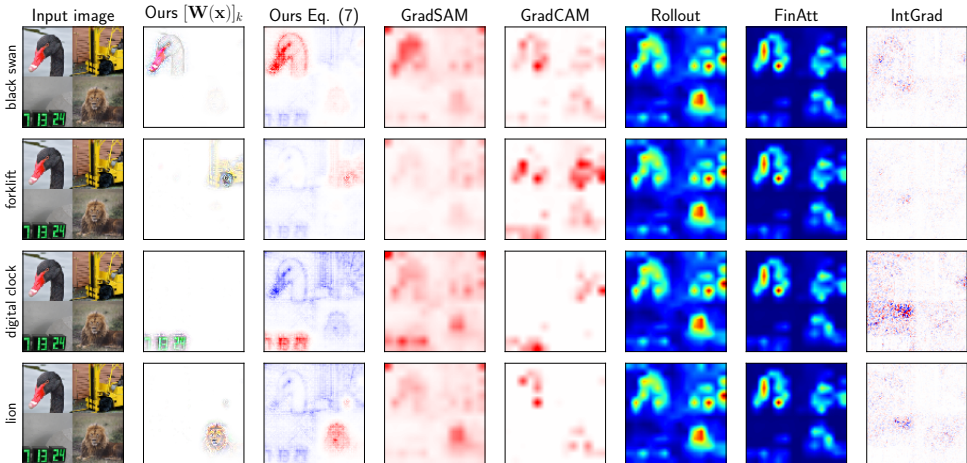 Input image Ours [W(x)]k Ours Eq. (7) GradSAM GradCAM Rollout FinAtt IntGrad
black swan
7:13 24
forklift
7:13 24
digital clock
7:13 24
lion
7:13 24